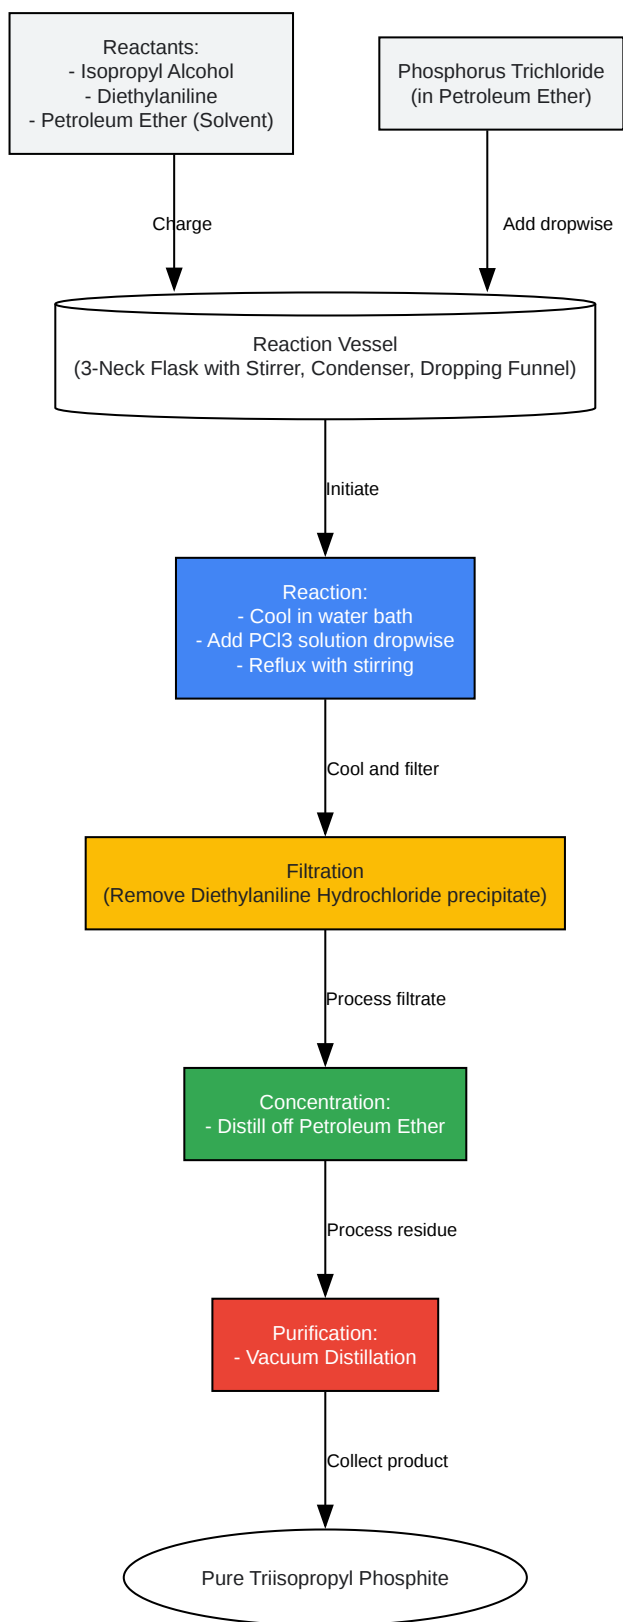 Reactants:
- Isopropyl Alcohol
- Diethylaniline
- Petroleum Ether (Solvent)
Phosphorus Trichloride
(in Petroleum Ether)
Charge
Add dropwise
Reaction Vessel
(3-Neck Flask with Stirrer, Condenser, Dropping Funnel)
Initiate
Reaction:
- Cool in water bath
- Add PCl3 solution dropwise
- Reflux with stirring
Cool and filter
Filtration
(Remove Diethylaniline Hydrochloride precipitate)
Process filtrate
Concentration:
- Distill off Petroleum Ether
Process residue
Purification:
- Vacuum Distillation
Collect product
Pure Triisopropyl Phosphite